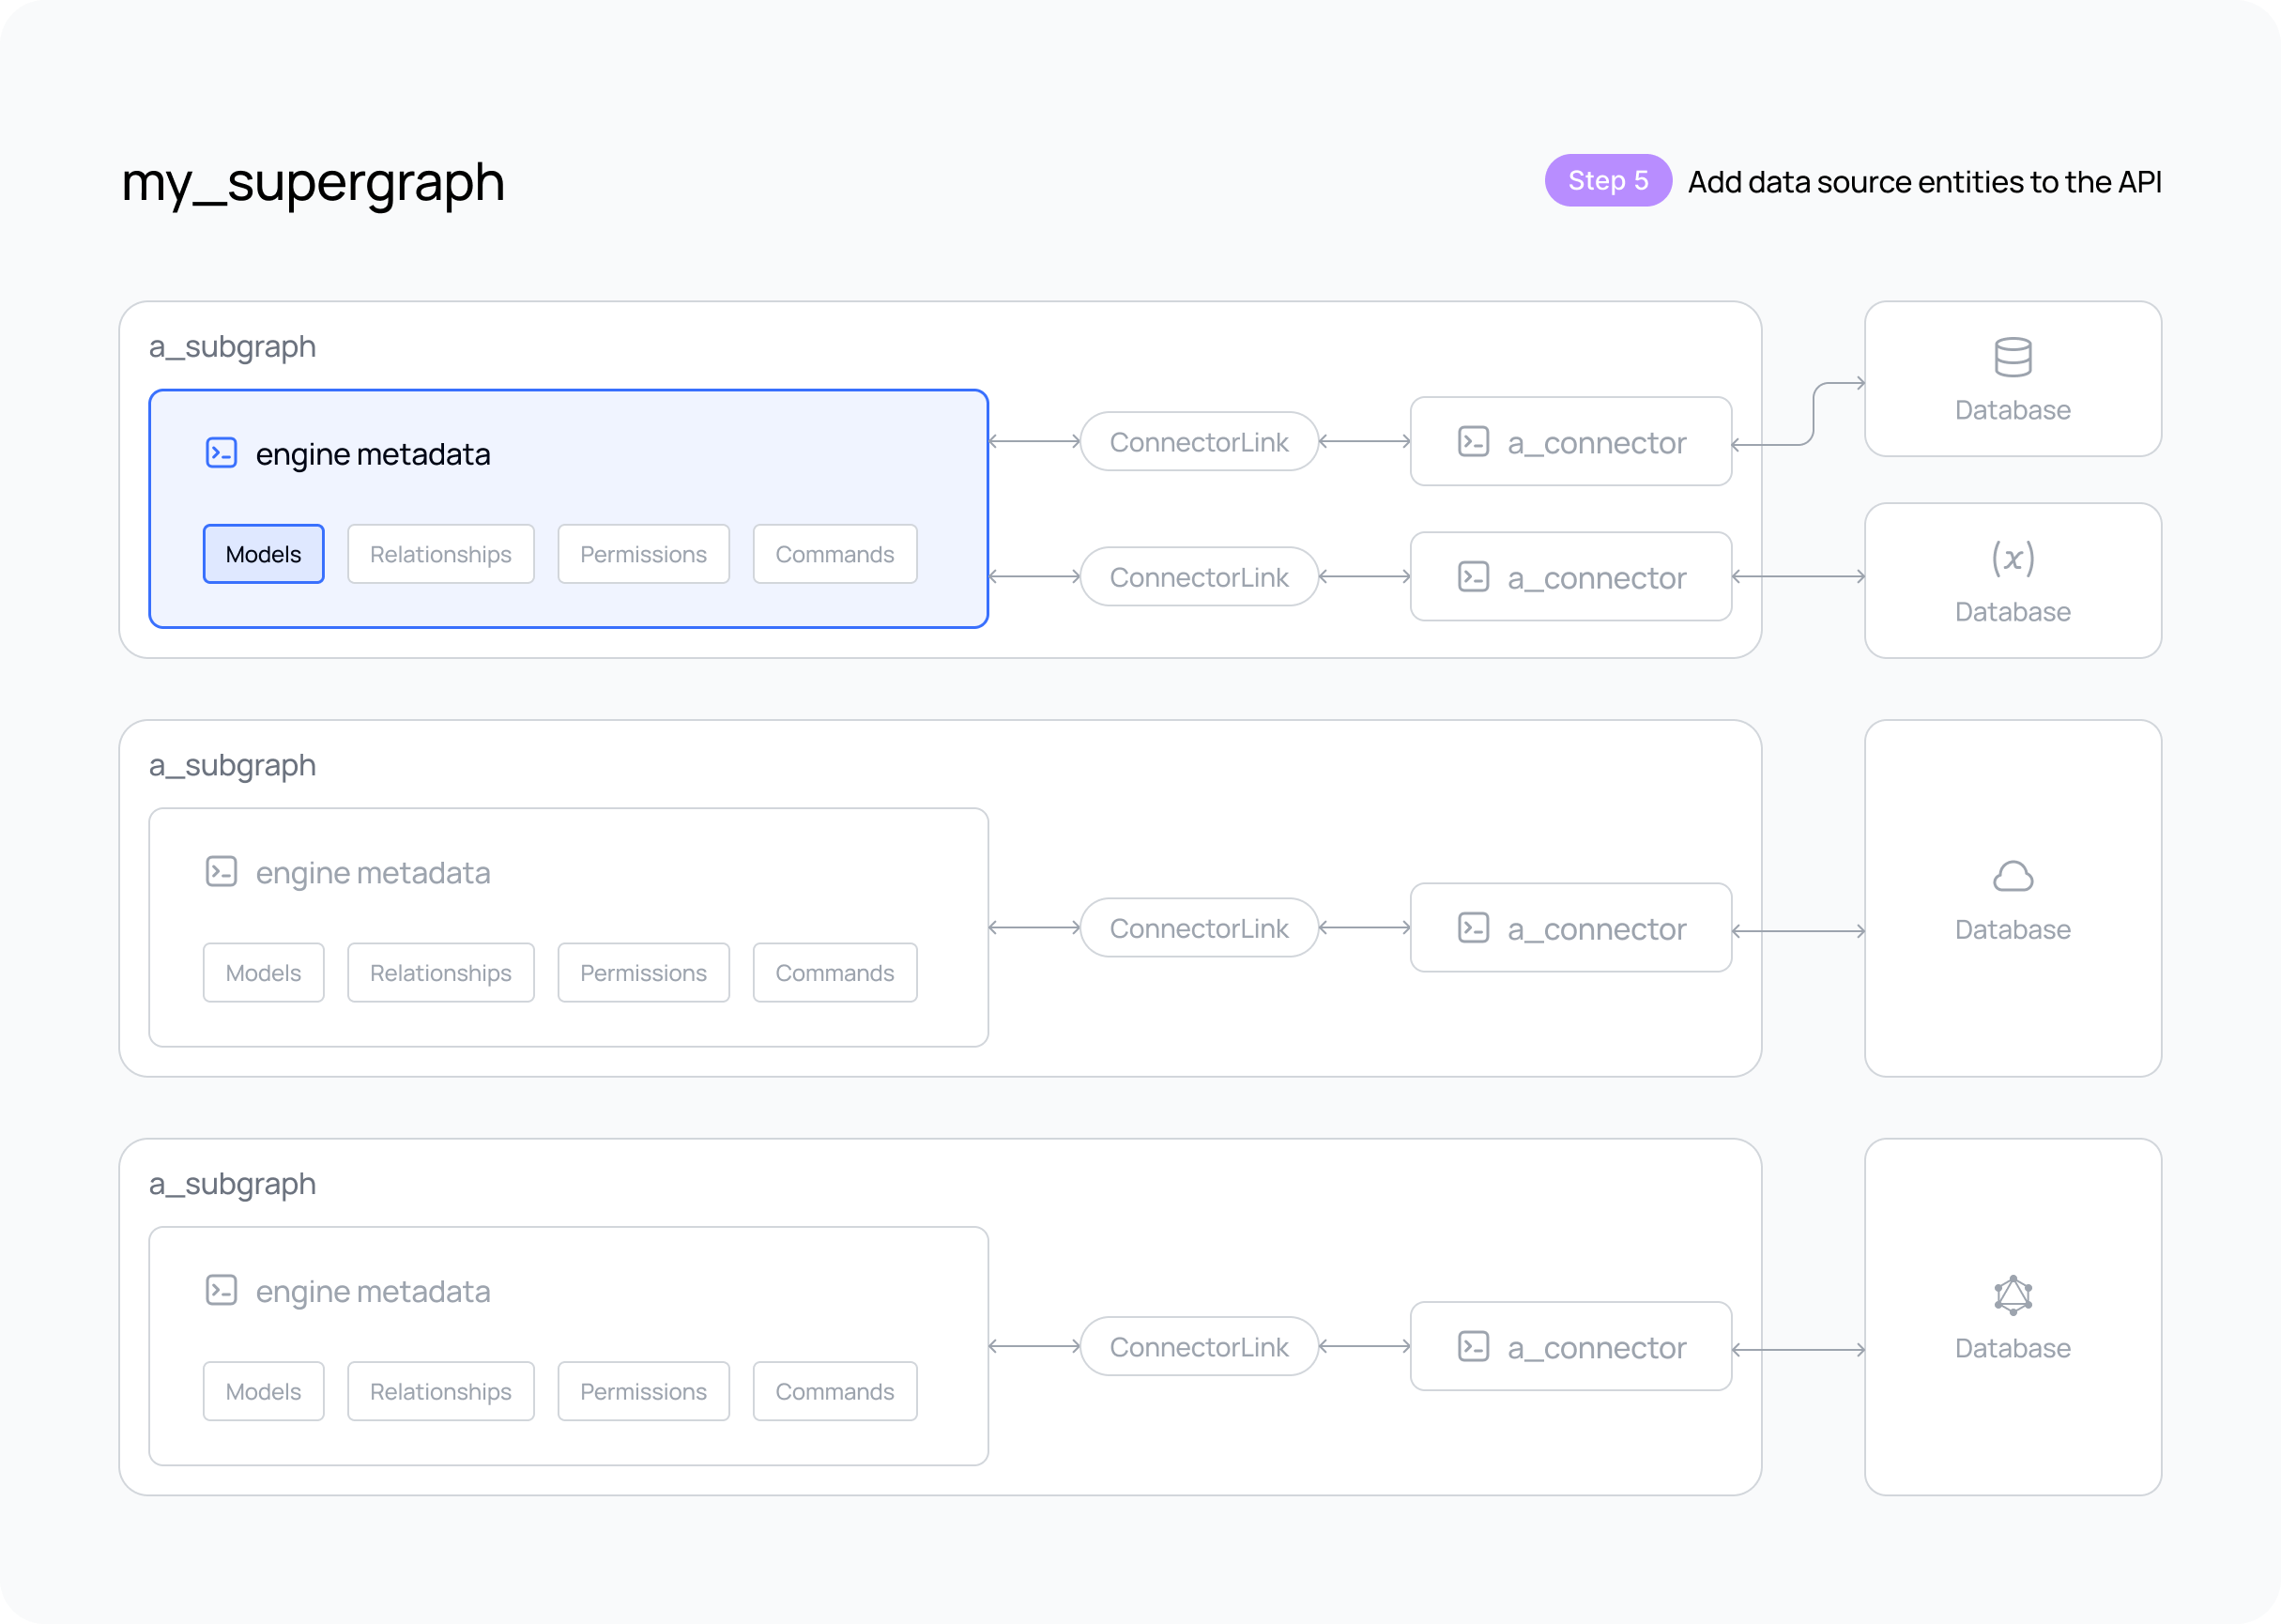 my_supergraph
Step 5 Add data source entities to the API
a_subgraph
engine metadata
Models Relationships Permissions Commands
ConnectorLink a_connector
ConnectorLink a_connector
Database
(x)
Database
a_subgraph
engine metadata
Models Relationships Permissions Commands
ConnectorLink a_connector
Database
a_subgraph
engine metadata
Models Relationships Permissions Commands
ConnectorLink a_connector
Database